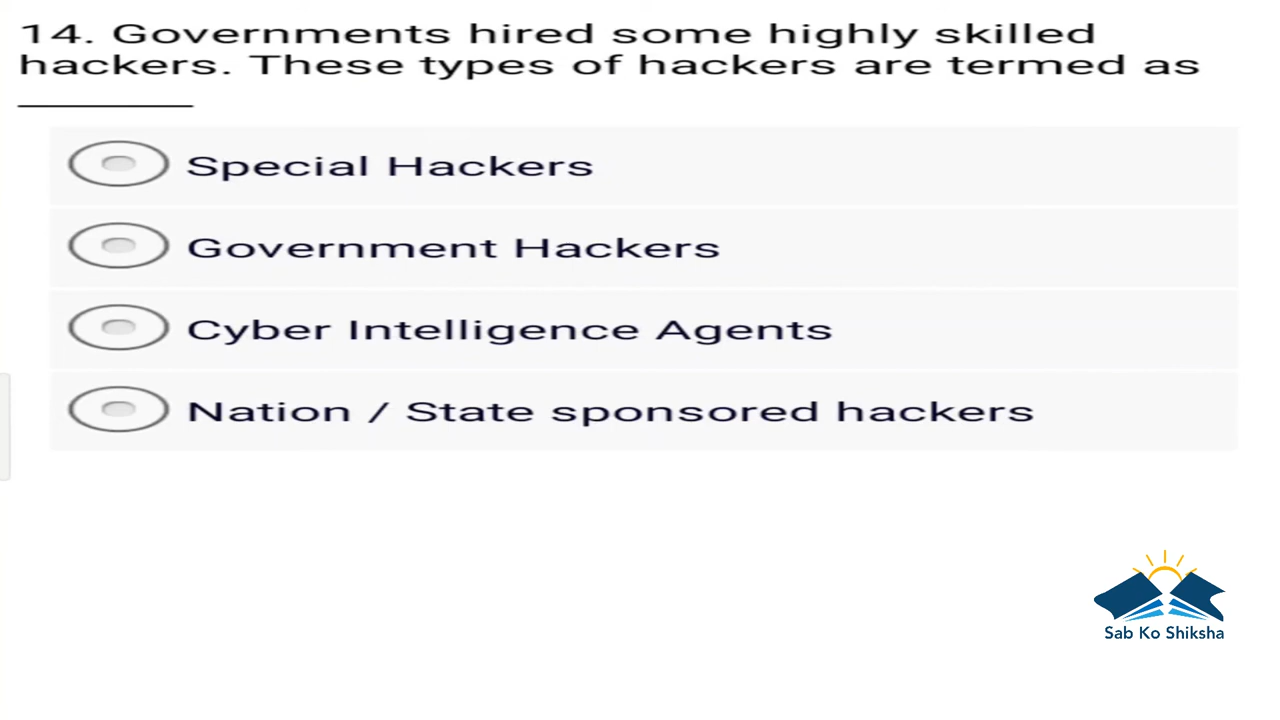 14. Governments hired some highly skilled
hackers. These types of hackers are termed as
__________
Special Hackers
Government Hackers
Cyber Intelligence Agents
Nation / State sponsored hackers
Sab Ko Shiksha